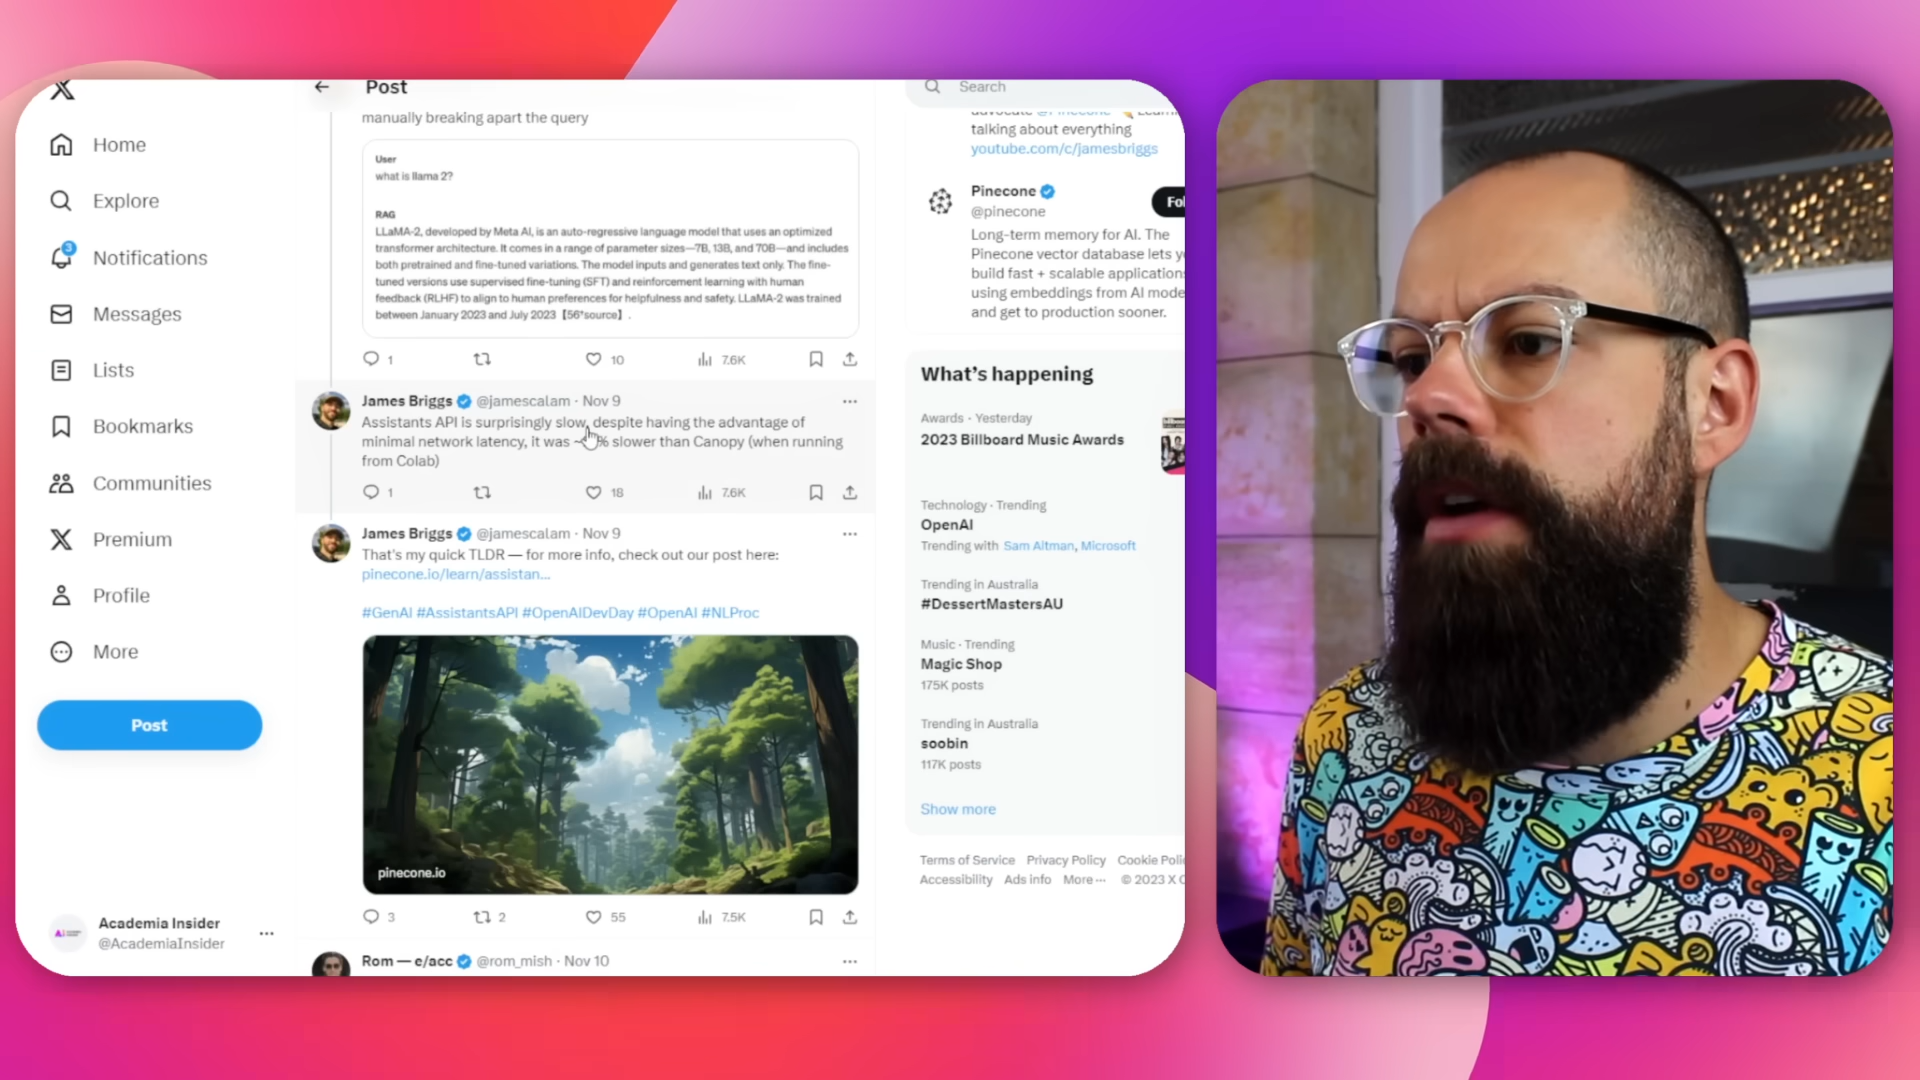 Post
Search
Home
Explore
3
Notifications
Messages
Lists
Bookmarks
Communities
Premium
Profile
More
Post
Academia Insider
@AcademiaInsider
manually breaking apart the query
User
what is llama 2?
RAG
LLaMA-2, developed by Meta AI, is an auto-regressive language model that uses an optimized
transformer architecture. It comes in a range of parameter sizes—7B, 13B, and 70B—and includes
both pretrained and fine-tuned variations. The model inputs and generates text only. The fine-
tuned versions use supervised fine-tuning (SFT) and reinforcement learning with human
feedback (RLHF) to align to human preferences for helpfulness and safety. LLaMA-2 was trained
between January 2023 and July 2023【56†source】.
1 10 7.6K
James Briggs @jamescalam · Nov 9
Assistants API is surprisingly slow, despite having the advantage of
minimal network latency, it was slower than Canopy (when running
from Colab)
1 18 7.6K
James Briggs @jamescalam · Nov 9
That's my quick TLDR — for more info, check out our post here:
pinecone.io/learn/assistan...
#GenAI #AssistantsAPI #OpenAIDevDay #OpenAI #NLProc
pinecone.io
3 2 55 7.5K
Rom — e/acc @rom_mish · Nov 10
talking about everything
youtube.com/c/jamesbriggs
Pinecone
@pinecone
Fol
Long-term memory for AI. The
Pinecone vector database lets y
build fast + scalable application
using embeddings from AI mode
and get to production sooner.
What's happening
Awards · Yesterday
2023 Billboard Music Awards
Technology · Trending
OpenAI
Trending with Sam Altman, Microsoft
Trending in Australia
#DessertMastersAU
Music · Trending
Magic Shop
175K posts
Trending in Australia
soobin
117K posts
Show more
Terms of Service Privacy Policy Cookie Poli
Accessibility Ads info More ··· © 2023 X C